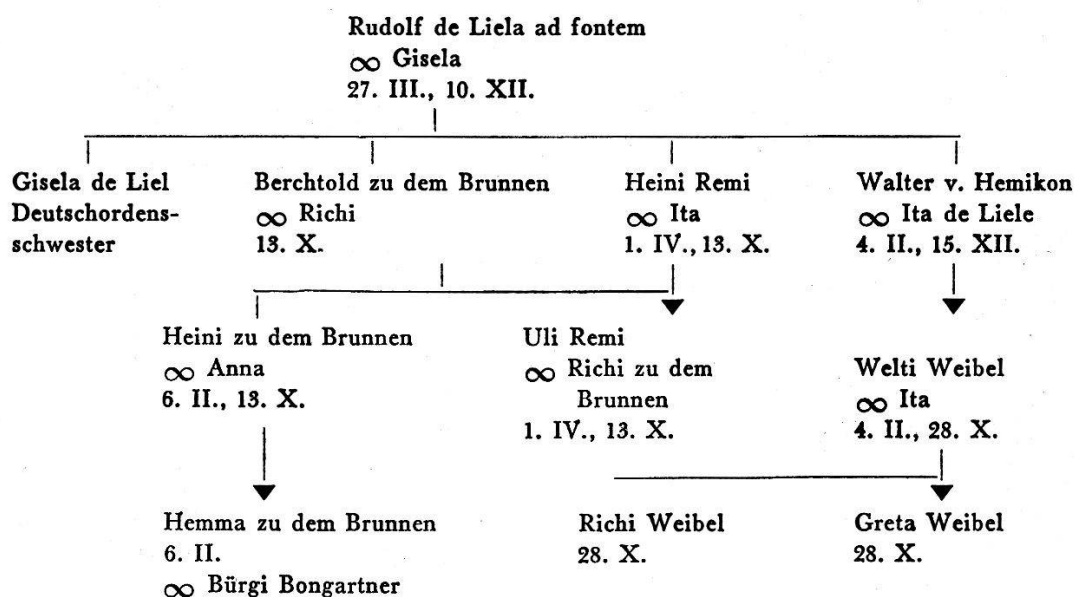 Rudolf de Liela ad fontem
∞ Gisela
27. III., 10. XII.
Gisela de Liel
Deutschordens-
schwester
Berchtold zu dem Brunnen
∞ Richi
13. X.
Heini Remi
∞ Ita
1. IV., 13. X.
Walter v. Hemikon
∞ Ita de Liele
4. II., 15. XII.
Heini zu dem Brunnen
∞ Anna
6. II., 13. X.
Uli Remi
∞ Richi zu dem
Brunnen
1. IV., 13. X.
Welti Weibel
∞ Ita
4. II., 28. X.
Hemma zu dem Brunnen
6. II.
∞ Bürgi Bongartner
Richi Weibel
28. X.
Greta Weibel
28. X.